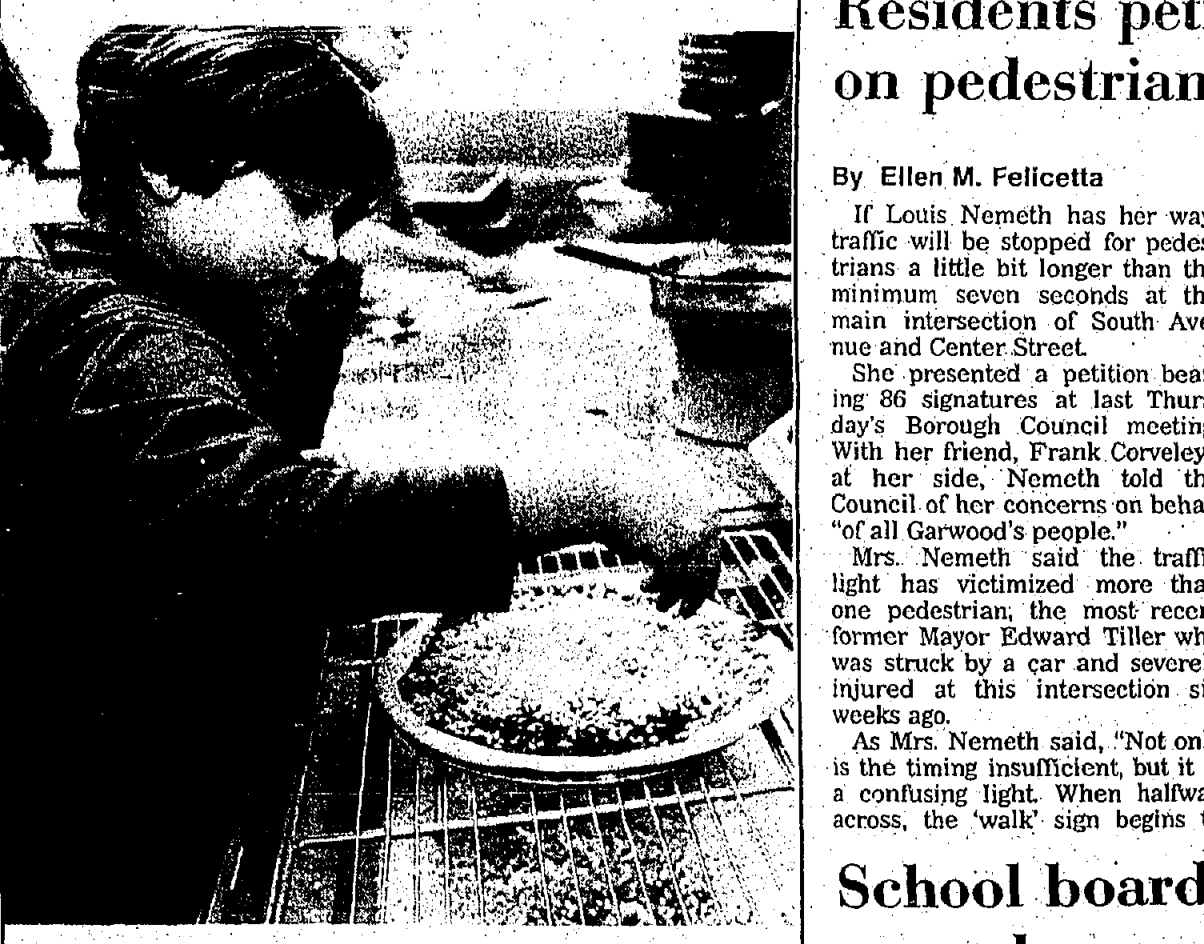 Residents peti
on pedestrian
By Ellen M. Felicetta
If Louis Nemeth has her way
traffic will be stopped for pedes
trians a little bit longer than th
minimum seven seconds at th
main intersection of South Ave
nue and Center Street.
She presented a petition bear
ing 86 signatures at last Thurs
day's Borough Council meeting
With her friend, Frank Corveley
at her side, Nemeth told th
Council of her concerns on beha
"of all Garwood's people."
Mrs. Nemeth said the traffi
light has victimized more tha
one pedestrian, the most recen
former Mayor Edward Tiller wh
was struck by a car and severe
injured at this intersection si
weeks ago.
As Mrs. Nemeth said, "Not on
is the timing insufficient, but it
a confusing light. When halfwa
across, the 'walk' sign begins t
School board